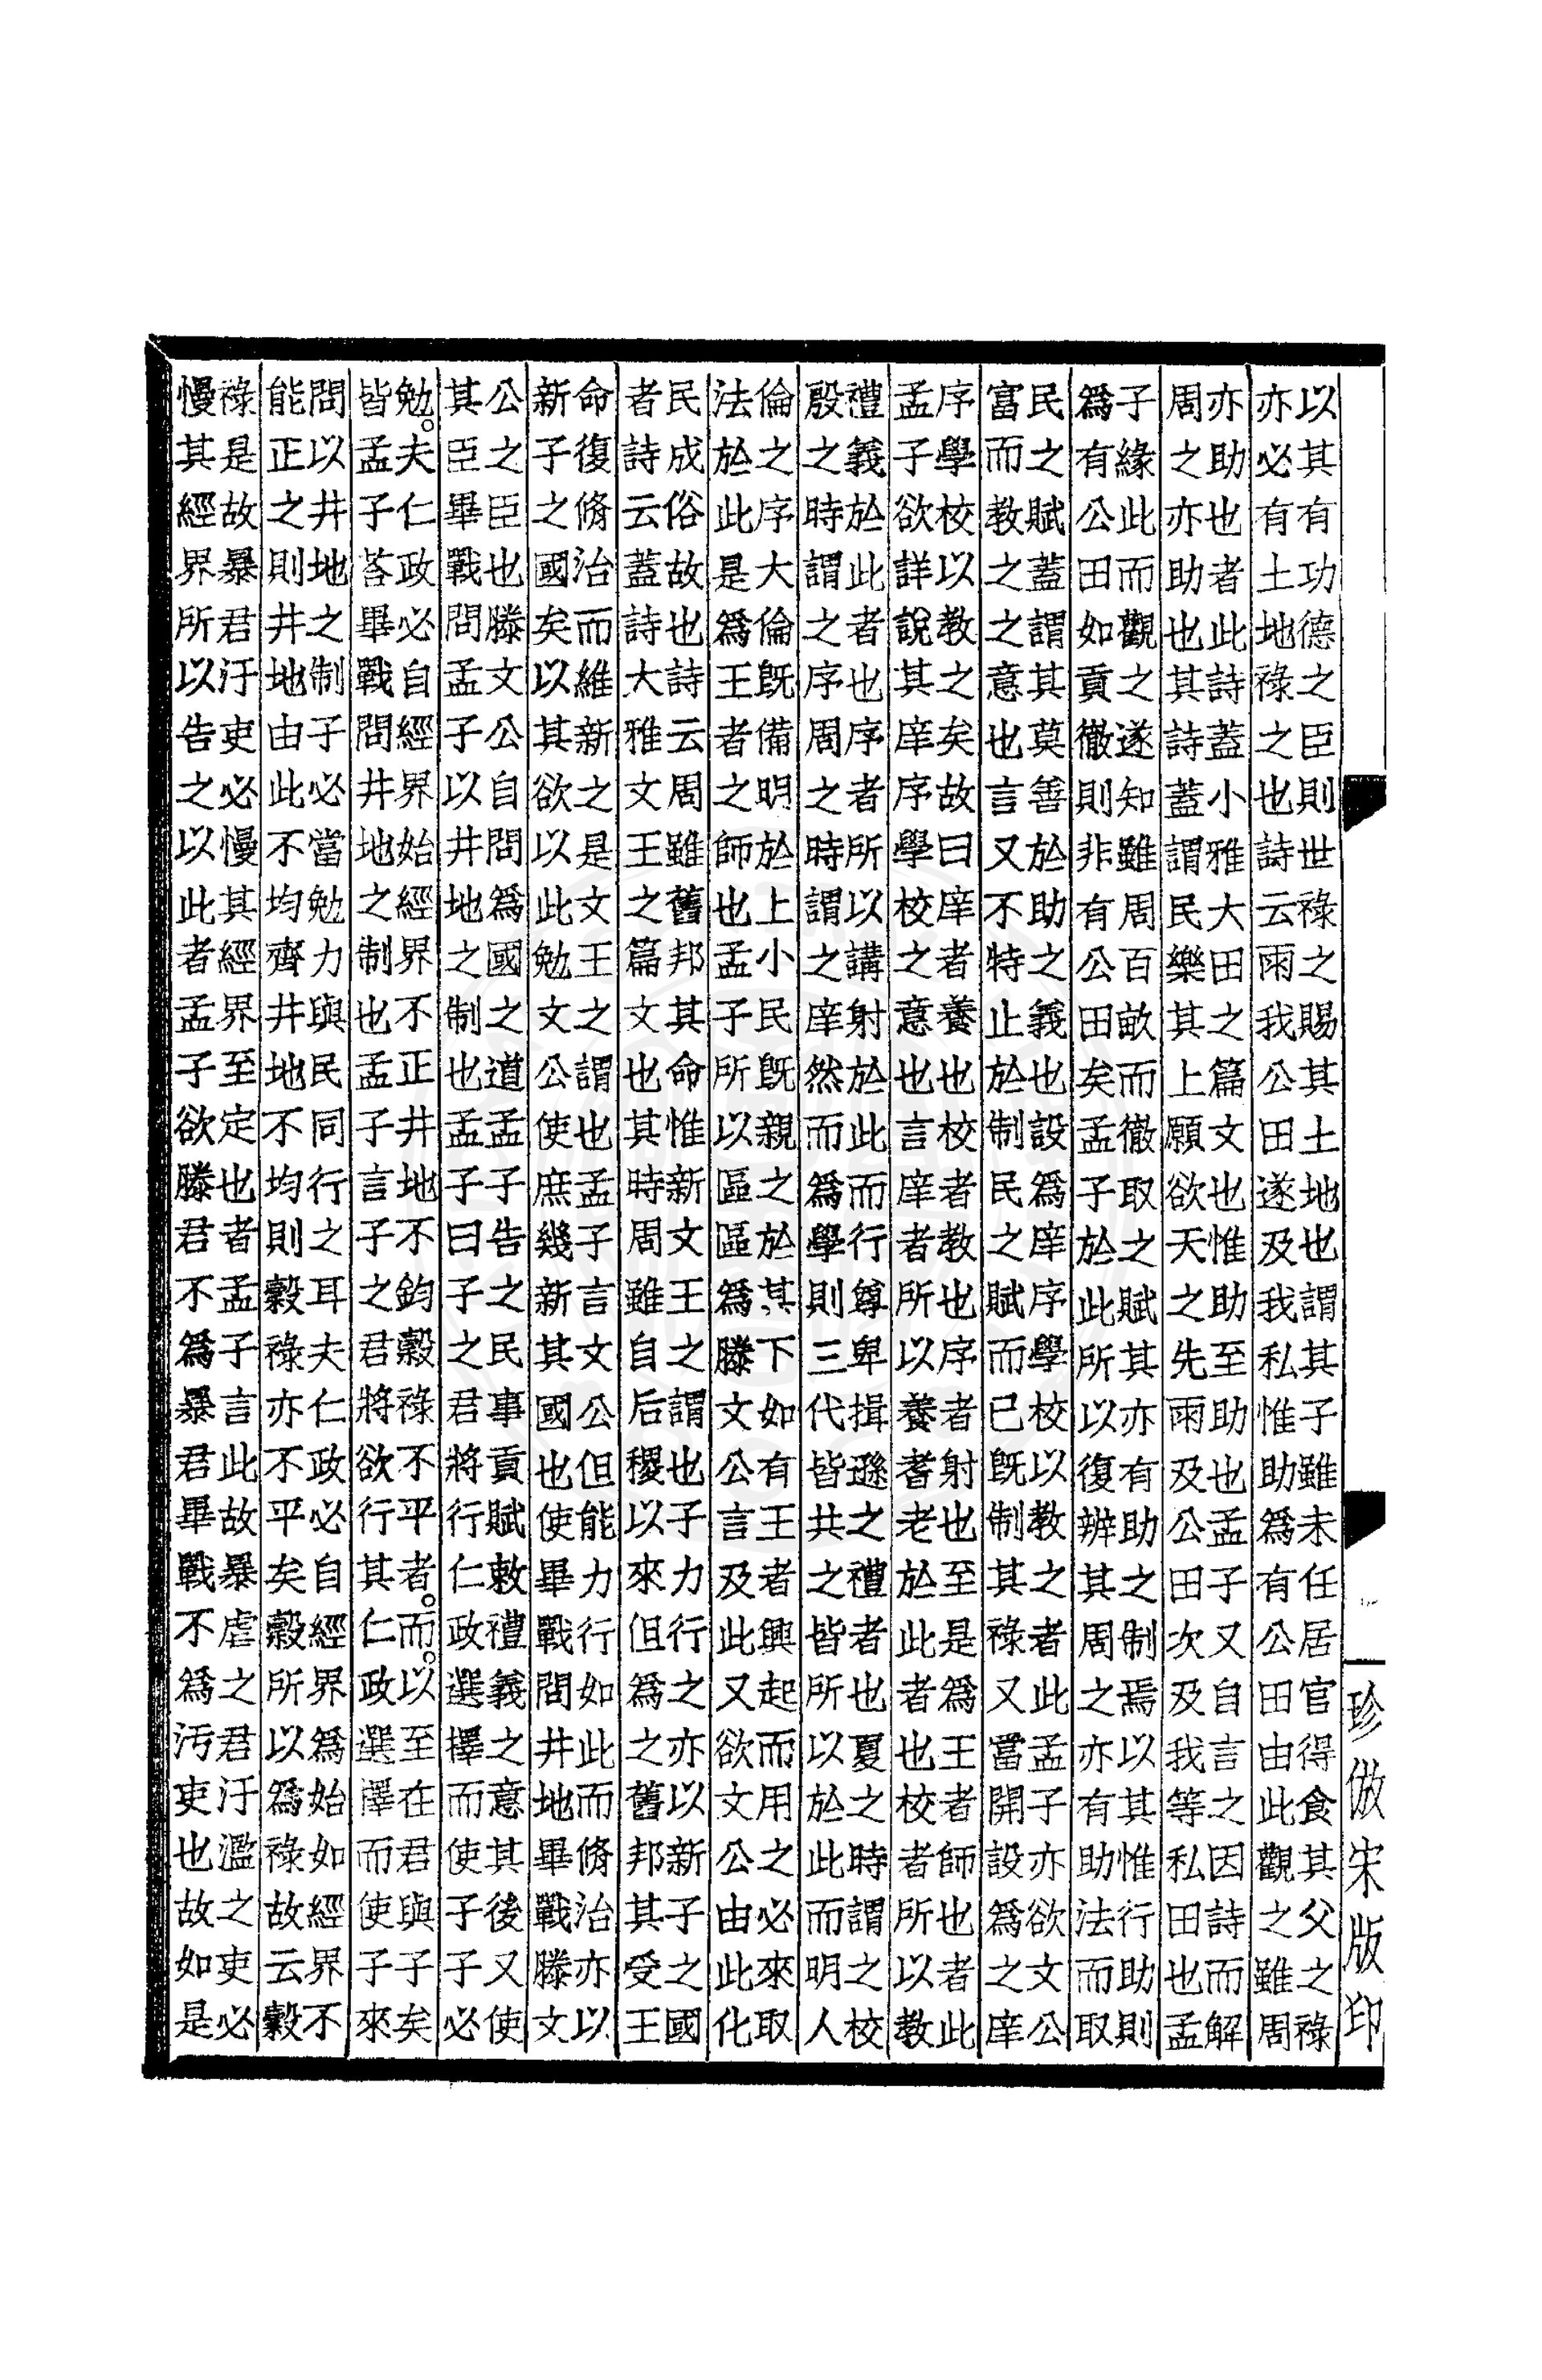 以其有功德之臣則世祿之賜其土地也謂其子雖未任居官得食其父之祿
亦必有土地祿之也詩云雨我公田遂及我私惟助爲有公田由此觀之雖周
亦助也者此詩蓋小雅大田之篇文也惟助至助也孟子又自言之因詩而解
周之亦助也其詩蓋謂民樂其上願欲天之先雨及公田次及我等私田也孟
子緣此而觀之遂知雖周百畝而徹取之賦其亦有助之制焉以其惟行助則
爲有公田如貢徹則非有公田矣孟子於此所以復辨其周之亦有助法而取
民之賦蓋謂其莫善於助之義也設爲庠序學校以教之者此孟子亦欲文公
富而教之之意也言又不特止於制民之賦而已旣制其祿又當開設爲之庠
序學校以教之矣故曰庠者養也校者教也序者射也至是爲王者師也者此
孟子欲詳說其庠序學校之意也言庠者所以養耆老於此者也校者所以教
禮義於此者也序者所以講射於此而行尊卑揖遜之禮者也夏之時謂之校
殷之時謂之序周之時謂之庠然而爲學則三代皆共之皆所以於此而明人
倫之序大倫旣備明於上小民旣親之於其下如有王者興起而用之必來取
法於此是爲王者之師也孟子所以區區爲滕文公言及此又欲文公由此化
民成俗故也詩云周雖舊邦其命惟新文王之謂也子力行之亦以新子之國
者詩云蓋詩大雅文王之篇文也其時周雖自后稷以來但爲之舊邦其受王
命復脩治而維新之是文王之謂也孟子言文公但能力行如此而脩治亦以
新子之國矣以其欲以此勉文公使庶幾新其國也使畢戰問井地畢戰滕文
公之臣也滕文公自問爲國之道孟子告之民事貢賦敕禮義之意其後又使
其臣畢戰問孟子以井地之制也孟子曰子之君將行仁政選擇而使子子必
勉。夫仁政必自經界始經界不正井地不鈞穀祿不平者。而。以至在君與子矣
皆孟子荅畢戰問井地之制也孟子言子之君將欲行其仁政選擇而使子來
問以井地之制子必當勉力與民同行之耳夫仁政必自經界爲始如經界不
能正之則井地由此不均齊井地不均則穀祿亦不平矣穀所以爲祿故云穀
祿是故暴君汙吏必慢其經界至定也者孟子言此故暴虐之君汙濫之吏必
慢其經界所以告之以此者孟子欲滕君不爲暴君畢戰不爲汚吏也故如是
珍倣宋版印